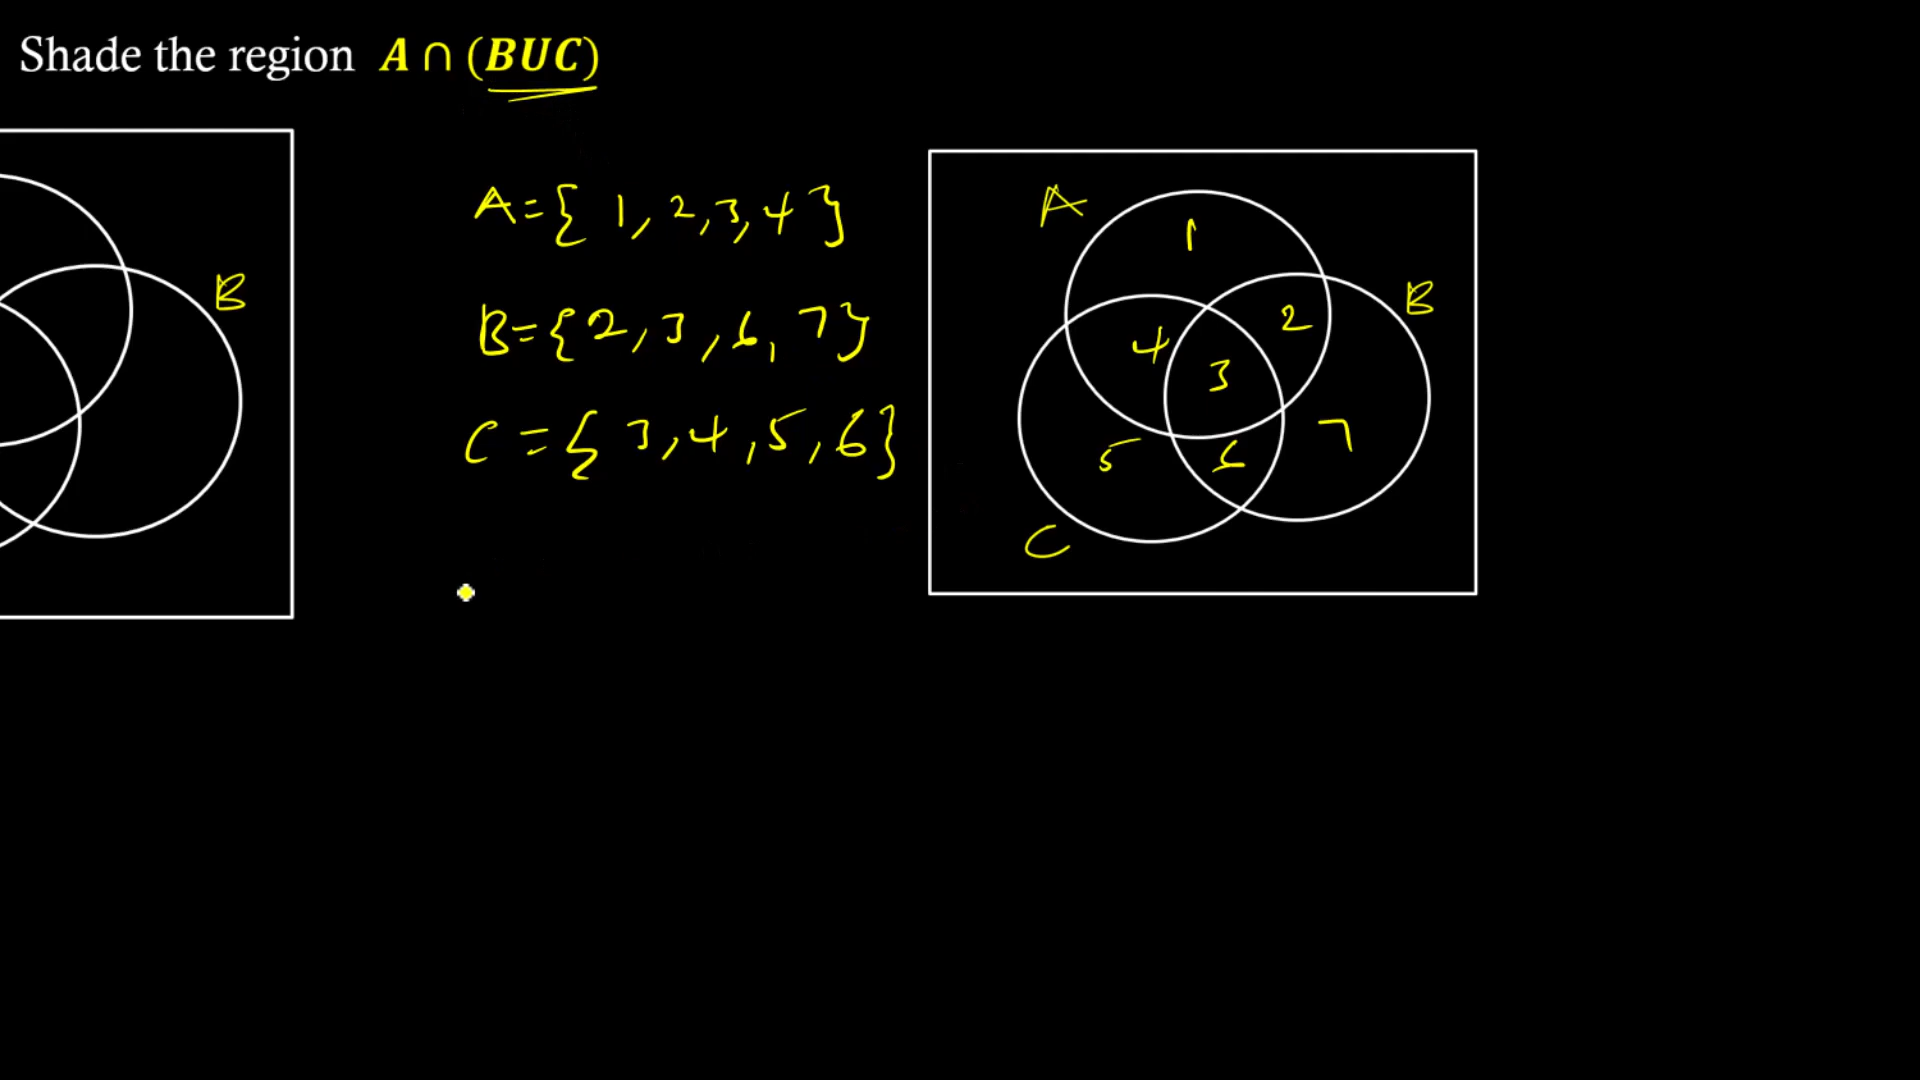 Shade the region A ∩ (BUC)
B
A={ 1, 2, 3, 4 }
B={2, 3, 6, 7}
C = { 3, 4, 5, 6}
A
1
B
2
4
3
7
5
6
C